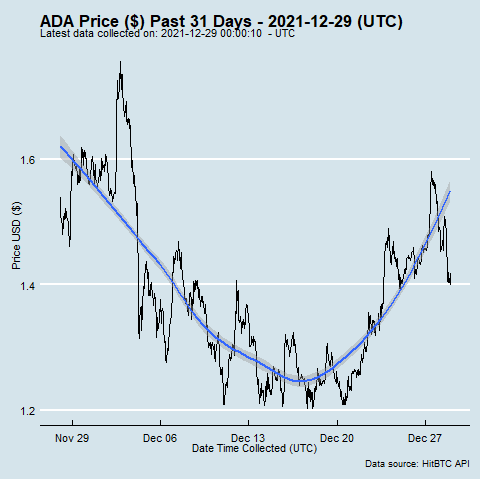 ADA Price ($) Past 31 Days - 2021-12-29 (UTC)
Latest data collected on: 2021-12-29 00:00:10 - UTC
Price USD ($)
1.6
1.4
1.2
Nov 29 Dec 06 Dec 13 Dec 20 Dec 27
Date Time Collected (UTC)
Data source: HitBTC API